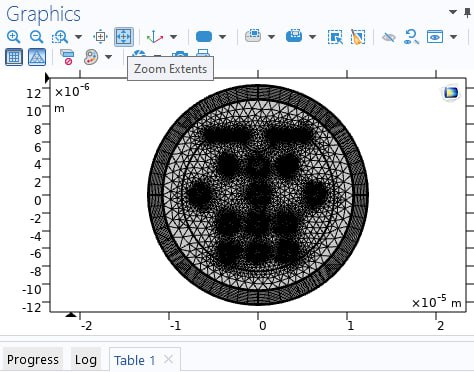 Graphics
Zoom Extents
×10⁻⁶
m
12
10
8
6
4
2
0
-2
-4
-6
-8
-10
-12
×10⁻⁵ m
-2
-1
0
1
2
Progress
Log
Table 1